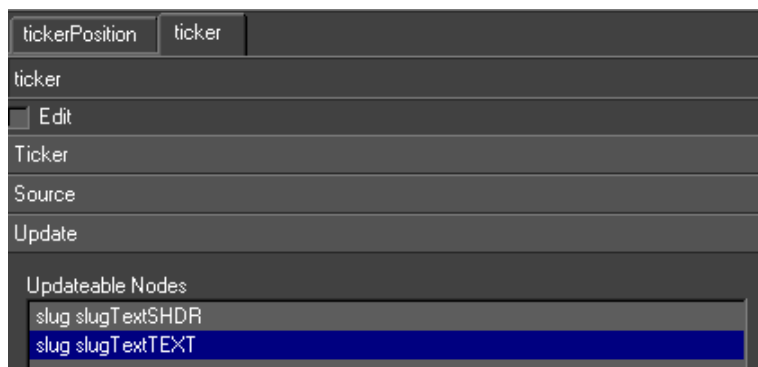 tickerPosition ticker
ticker
Edit
Ticker
Source
Update
Updateable Nodes
slug slugTextSHDR
slug slugTextTEXT